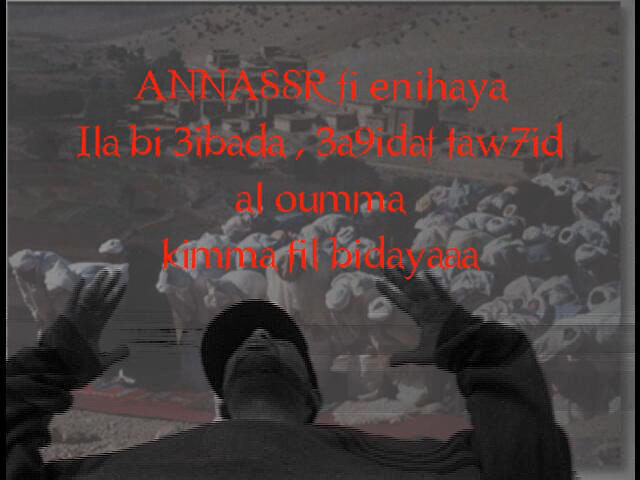 ANNASSR fi enihaya
Ila bi 3ibada , 3a9idat taw7id
al oumma
kimma fil bidayaaa